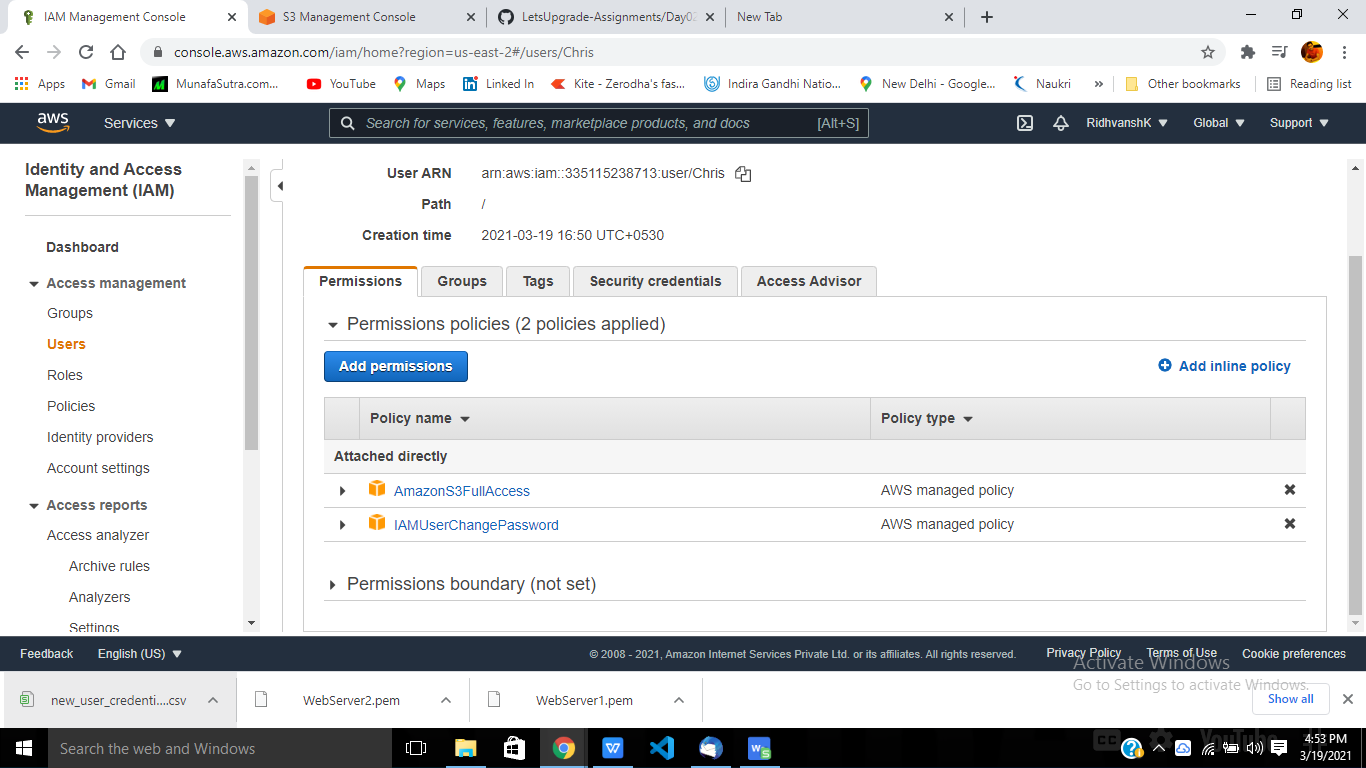 IAM Management Console
S3 Management Console
LetsUpgrade-Assignments/Day02
New Tab
console.aws.amazon.com/iam/home?region=us-east-2#/users/Chris
Apps
Gmail
MunafaSutra.com...
YouTube
Maps
Linked In
Kite - Zerodha's fas...
Indira Gandhi Natio...
New Delhi - Google...
Naukri
»
Other bookmarks
Reading list
aws
Services
Search for services, features, marketplace products, and docs
[Alt+S]
RidhvanshK
Global
Support
Identity and Access
Management (IAM)
Dashboard
Access management
Groups
Users
Roles
Policies
Identity providers
Account settings
Access reports
Access analyzer
Archive rules
Analyzers
Settings
User ARN
arn:aws:iam::335115238713:user/Chris
Path
/
Creation time
2021-03-19 16:50 UTC+0530
Permissions
Groups
Tags
Security credentials
Access Advisor
Permissions policies (2 policies applied)
Add permissions
Add inline policy
Policy name
Policy type
Attached directly
AmazonS3FullAccess
AWS managed policy
IAMUserChangePassword
AWS managed policy
Permissions boundary (not set)
Feedback
English (US)
© 2008 - 2021, Amazon Internet Services Private Ltd. or its affiliates. All rights reserved.
Privacy Policy
Terms of Use
Cookie preferences
Activate Windows
Go to Settings to activate Windows.
new_user_credenti....csv
WebServer2.pem
WebServer1.pem
Show all
Search the web and Windows
CC
YouTube
4:53 PM
3/19/2021